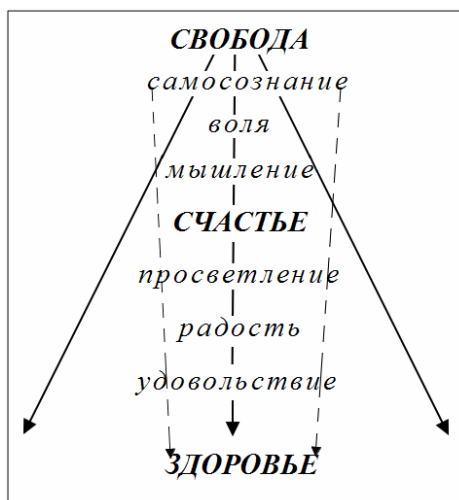 СВОБОДА
самосознание
воля
мышление
СЧАСТЬЕ
просветление
радость
удовольствие
ЗДОРОВЬЕ